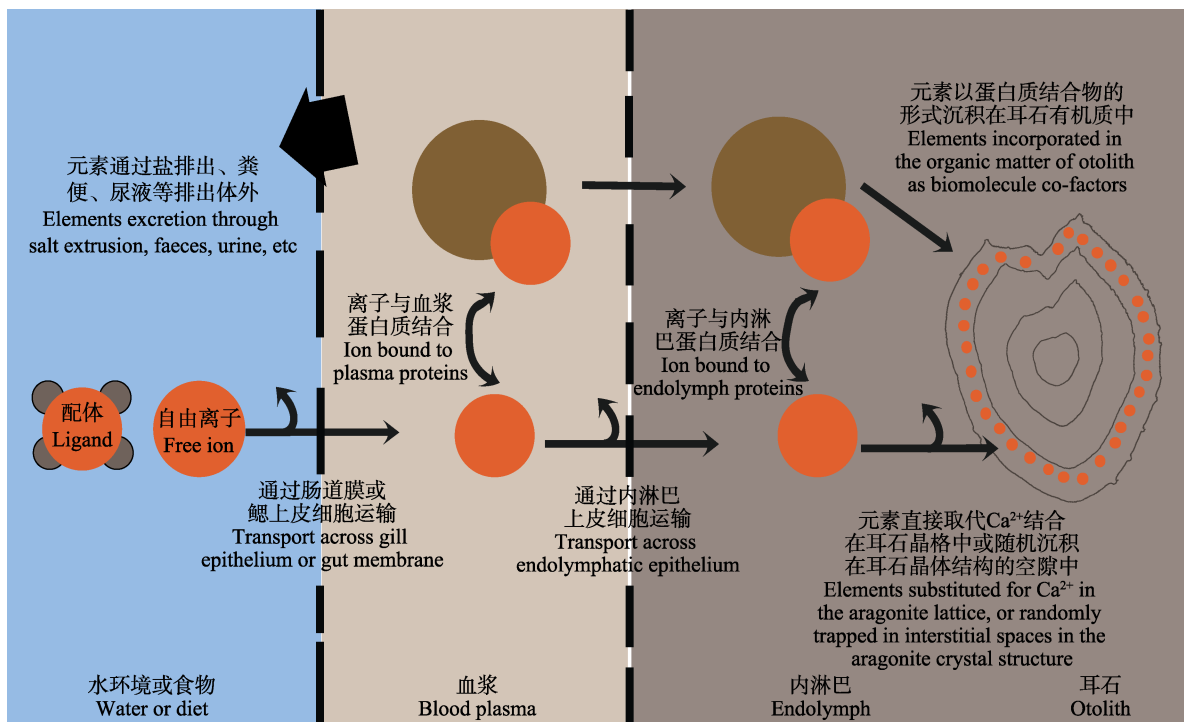 元素通过盐排出、粪
便、尿液等排出体外
Elements excretion through
salt extrusion, faeces, urine, etc
配体
Ligand
自由离子
Free ion
通过肠道膜或
鳃上皮细胞运输
Transport across gill
epithelium or gut membrane
水环境或食物
Water or diet
离子与血浆
蛋白质结合
Ion bound to
plasma proteins
通过内淋巴
上皮细胞运输
Transport across
endolymphatic epithelium
血浆
Blood plasma
离子与内淋
巴蛋白质结合
Ion bound to
endolymph proteins
元素以蛋白质结合物的
形式沉积在耳石有机质中
Elements incorporated in
the organic matter of otolith
as biomolecule co-factors
元素直接取代Ca²⁺结合
在耳石晶格中或随机沉积
在耳石晶体结构的空隙中
Elements substituted for Ca²⁺ in
the aragonite lattice, or randomly
trapped in interstitial spaces in the
aragonite crystal structure
内淋巴
Endolymph
耳石
Otolith